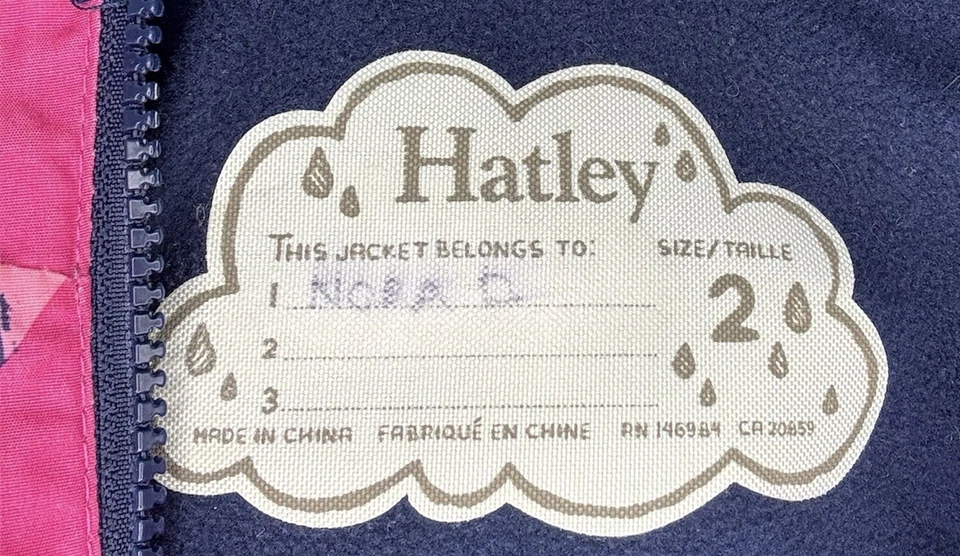 Hatley
THIS JACKET BELONGS TO: SIZE/TAILLE
1 NORA D 2
2
3
MADE IN CHINA FABRIQUÉ EN CHINE RN 146984 CA 20659